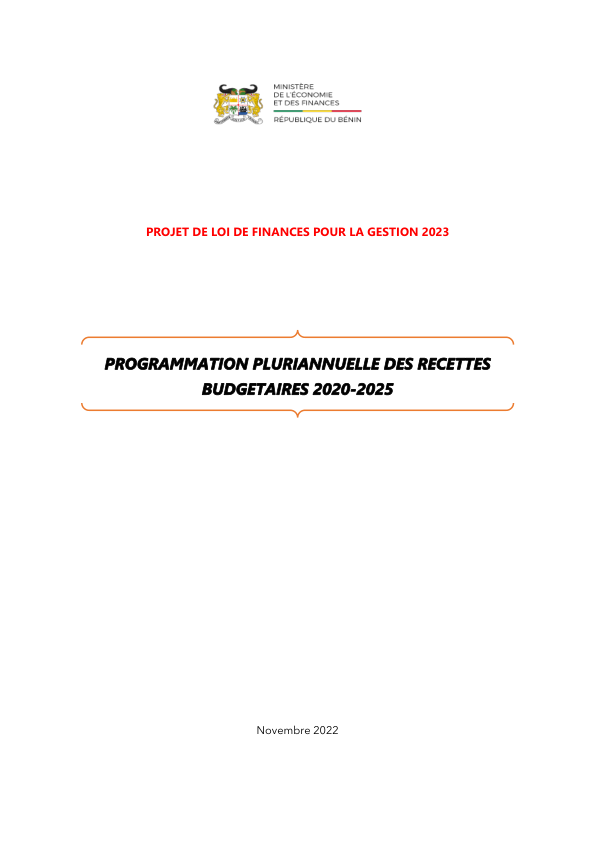 MINISTÈRE
DE L'ÉCONOMIE
ET DES FINANCES
RÉPUBLIQUE DU BÉNIN
PROJET DE LOI DE FINANCES POUR LA GESTION 2023
PROGRAMMATION PLURIANNUELLE DES RECETTES
BUDGETAIRES 2020-2025
Novembre 2022